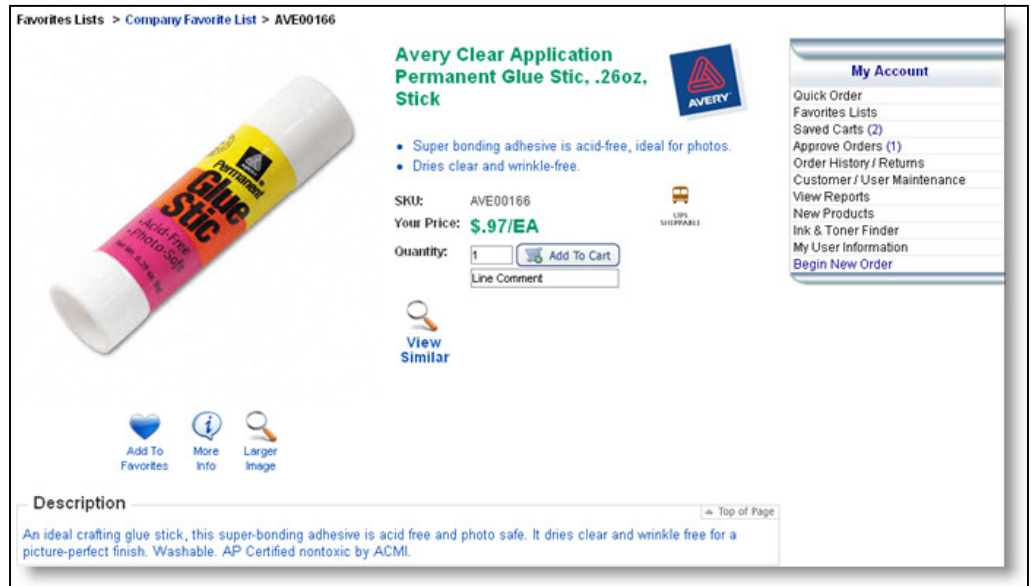 Favorites Lists > Company Favorite List > AVE00166
Avery Clear Application
Permanent Glue Stic, .26oz,
Stick
AVERY
• Super bonding adhesive is acid-free, ideal for photos.
• Dries clear and wrinkle-free.
SKU: AVE00166
UPS
SHIPPABLE
Your Price: $.97/EA
Quantity: 1 Add To Cart
Line Comment
View
Similar
AVERY
Permanent
Glue
Stic
•Acid-Free
•Photo-Safe
Add To
Favorites
More
Info
Larger
Image
My Account
Quick Order
Favorites Lists
Saved Carts (2)
Approve Orders (1)
Order History / Returns
Customer / User Maintenance
View Reports
New Products
Ink & Toner Finder
My User Information
Begin New Order
Description
Top of Page
An ideal crafting glue stick, this super-bonding adhesive is acid free and photo safe. It dries clear and wrinkle free for a
picture-perfect finish. Washable. AP Certified nontoxic by ACMI.